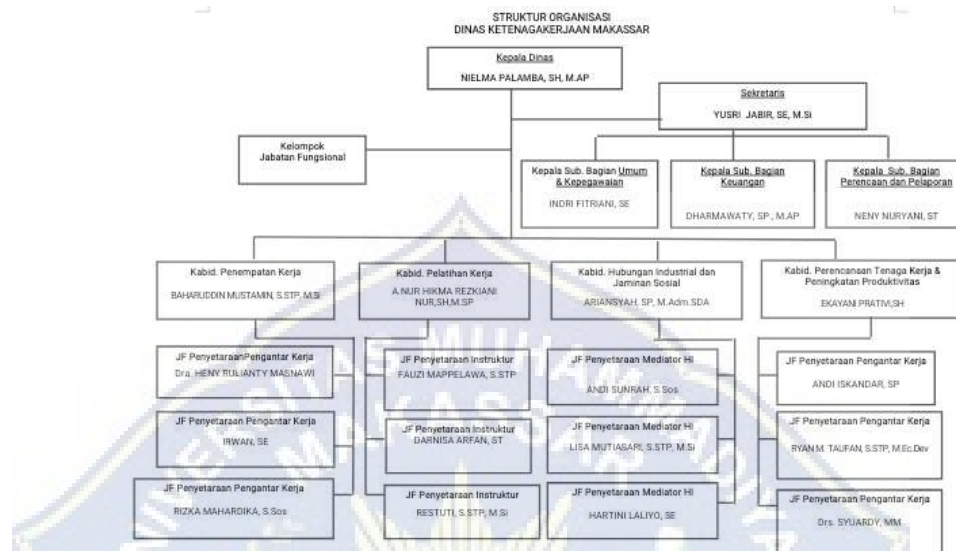 STRUKTUR ORGANISASI
DINAS KETENAGAKERJAAN MAKASSAR
Kepala Dinas
NIELMA PALAMBA, SH, M.AP
Sekretaris
YUSRI JABIR, SE, M.Si
Kelompok
Jabatan Fungsional
Kepala Sub. Bagian Umum
& Kepegawaian
INDRI FITRIANI, SE
Kepala Sub. Bagian
Keuangan
DHARMAWATY, SP., M.AP
Kepala Sub. Bagian
Perencaan dan Pelaporan
NENY NURYANI, ST
Kabid. Penempatan Kerja
BAHARUDDIN MUSTAMIN, S.STP, M.Si
Kabid. Pelatihan Kerja
A.NUR HIKMA REZKIANI
NUR,SH,M.SP
Kabid. Hubungan Industrial dan
Jaminan Sosial
ARIANSYAH, SP, M.Adm.SDA
Kabid. Perencanaan Tenaga Kerja &
Peningkatan Produktivitas
EKAYANI PRATIVI,SH
JF PenyetaraanPengantar Kerja
Dra. HENY RULIANTY MASNAWI
JF Penyetaraan Instruktur
FAUZI MAPPELAWA, S.STP
JF Penyetaraan Mediator HI
ANDI SUNRAH, S.Sos
JF Penyetaraan Pengantar Kerja
ANDI ISKANDAR, SP
JF Penyetaraan Pengantar Kerja
IRWAN, SE
JF Penyetaraan Instruktur
DARNISA ARFAN, ST
JF Penyetaraan Mediator HI
LISA MUTIASARI, S.STP, M.Si
JF Penyetaraan Pengantar Kerja
RYAN M. TAUFAN, S.STP, M.Ec.Dev
JF Penyetaraan Pengantar Kerja
RIZKA MAHARDIKA, S.Sos
JF Penyetaraan Instruktur
RESTUTI, S.STP, M.Si
JF Penyetaraan Mediator HI
HARTINI LALIYO, SE
JF Penyetaraan Pengantar Kerja
Drs. SYUARDY, MM
MAKASSAR